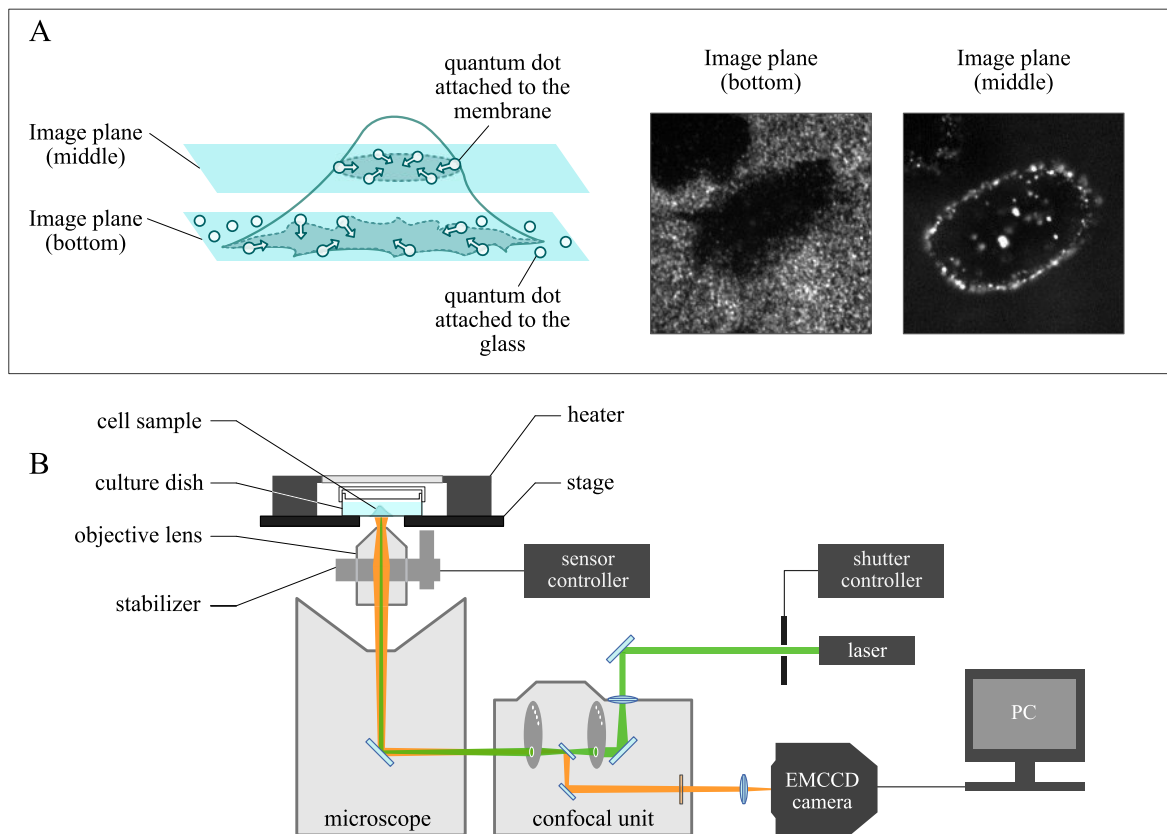 A
quantum dot
attached to the
membrane
Image plane
(middle)
Image plane
(bottom)
quantum dot
attached to the
glass
Image plane
(bottom)
Image plane
(middle)
B
cell sample
culture dish
objective lens
stabilizer
heater
stage
sensor
controller
shutter
controller
laser
PC
EMCCD
camera
microscope
confocal unit